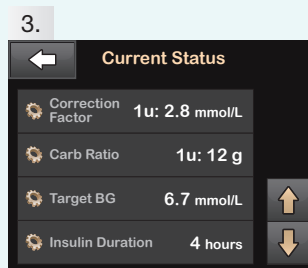 3.
Current Status
Correction
Factor 1u: 2.8 mmol/L
Carb Ratio 1u: 12 g
Target BG 6.7 mmol/L
Insulin Duration 4 hours